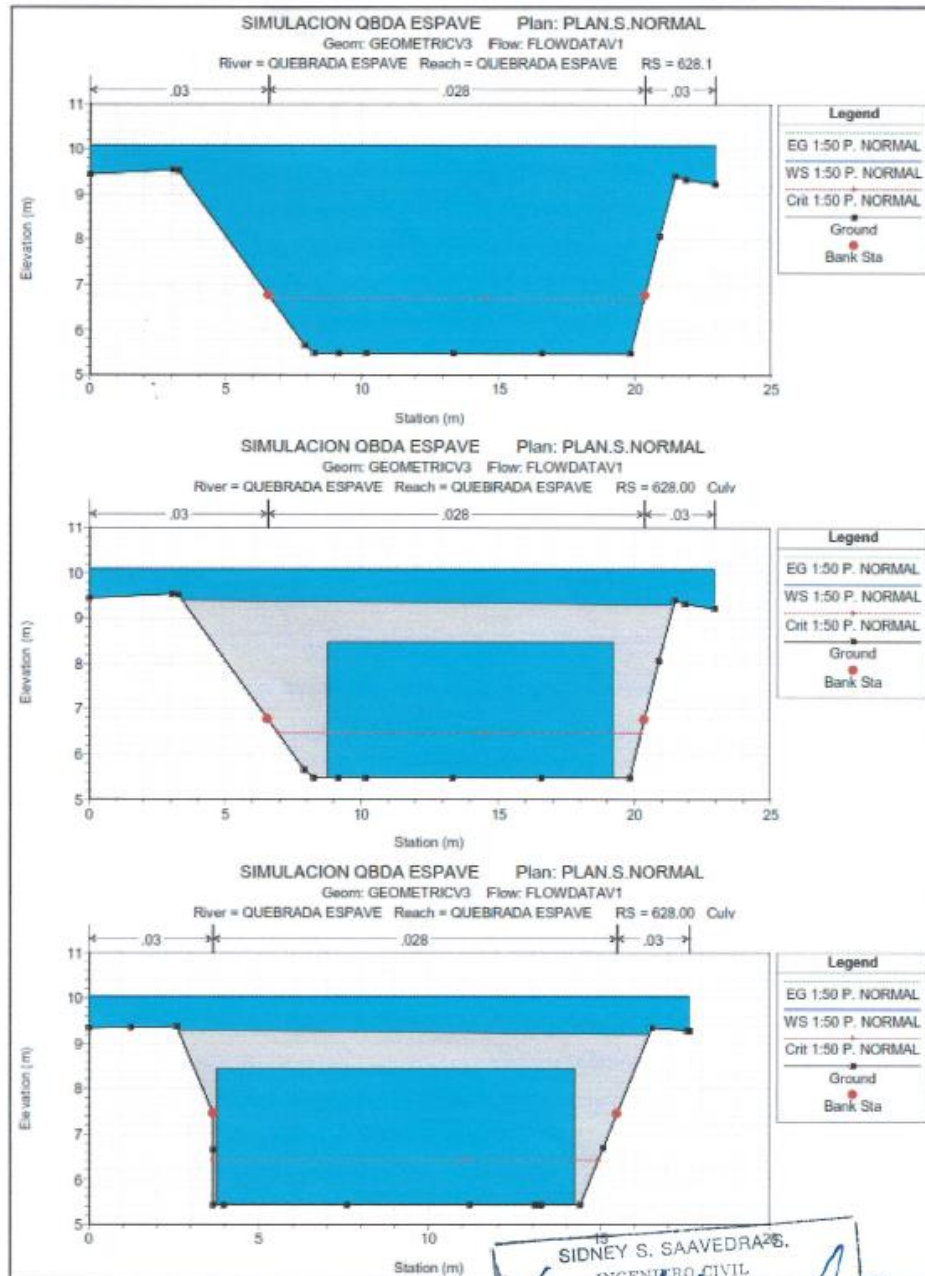 SIMULACION QBDA ESPAVE Plan: PLAN.S.NORMAL
Geom: GEOMETRICV3 Flow: FLOWDATAV1
River = QUEBRADA ESPAVE Reach = QUEBRADA ESPAVE RS = 628.1
.03 .028 .03
Legend
EG 1:50 P. NORMAL
WS 1:50 P. NORMAL
Crit 1:50 P. NORMAL
Ground
Bank Sta
Elevation (m)
11
10
9
8
7
6
5
0 5 10 15 20 25
Station (m)
SIMULACION QBDA ESPAVE Plan: PLAN.S.NORMAL
Geom: GEOMETRICV3 Flow: FLOWDATAV1
River = QUEBRADA ESPAVE Reach = QUEBRADA ESPAVE RS = 628.00 Culv
.03 .028 .03
Legend
EG 1:50 P. NORMAL
WS 1:50 P. NORMAL
Crit 1:50 P. NORMAL
Ground
Bank Sta
Elevation (m)
11
10
9
8
7
6
5
0 5 10 15 20 25
Station (m)
SIMULACION QBDA ESPAVE Plan: PLAN.S.NORMAL
Geom: GEOMETRICV3 Flow: FLOWDATAV1
River = QUEBRADA ESPAVE Reach = QUEBRADA ESPAVE RS = 628.00 Culv
.03 .028 .03
Legend
EG 1:50 P. NORMAL
WS 1:50 P. NORMAL
Crit 1:50 P. NORMAL
Ground
Bank Sta
Elevation (m)
11
10
9
8
7
6
5
0 5 10 15
Station (m)
SIDNEY S. SAAVEDRA S.
INGENIERO CIVIL